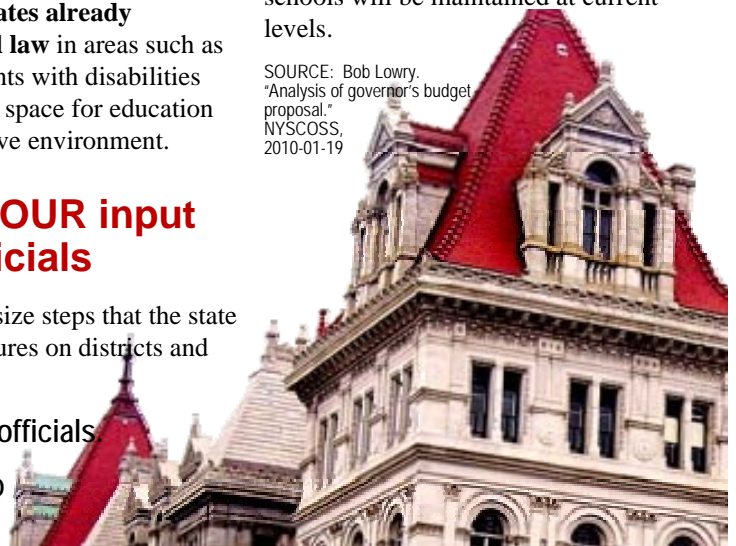 ates already
l law in areas such as
nts with disabilities
space for education
ve environment.
OUR input
icials
size steps that the state
ures on districts and
officials.
o
schools will be maintained at current
levels.
SOURCE: Bob Lowry.
“Analysis of governor’s budget
proposal.”
NYSCOSS,
2010-01-19